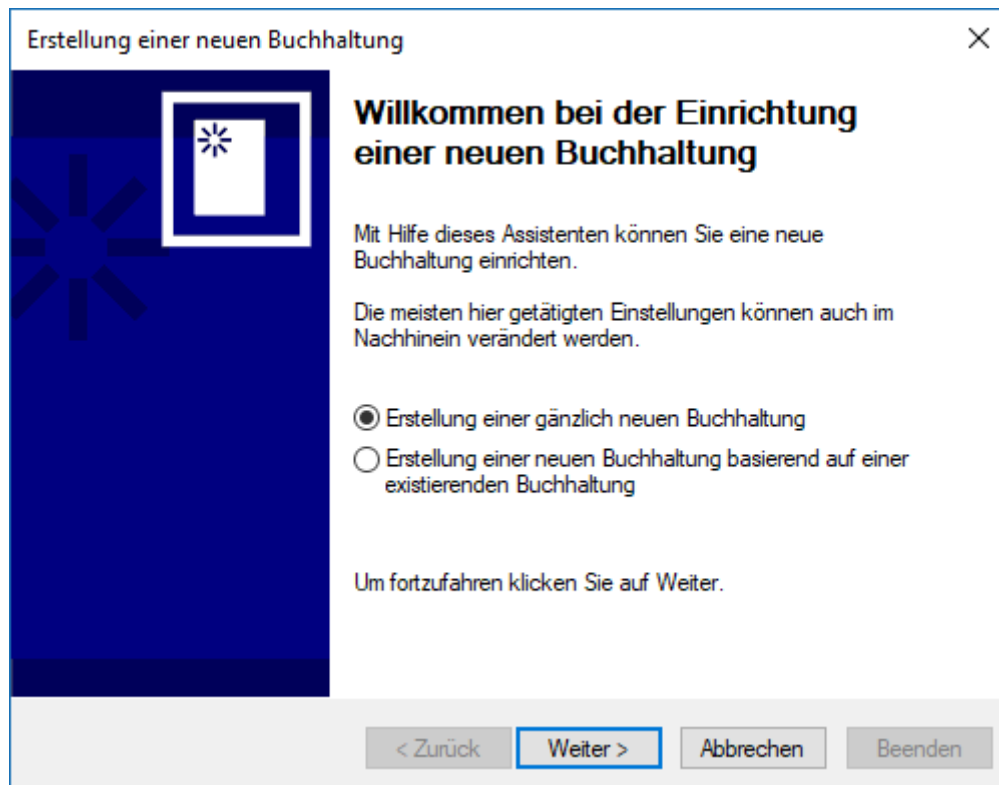 Erstellung einer neuen Buchhaltung
Willkommen bei der Einrichtung
einer neuen Buchhaltung
Mit Hilfe dieses Assistenten können Sie eine neue
Buchhaltung einrichten.
Die meisten hier getätigten Einstellungen können auch im
Nachhinein verändert werden.
Erstellung einer gänzlich neuen Buchhaltung
Erstellung einer neuen Buchhaltung basierend auf einer
existierenden Buchhaltung
Um fortzufahren klicken Sie auf Weiter.
< Zurück Weiter > Abbrechen Beenden